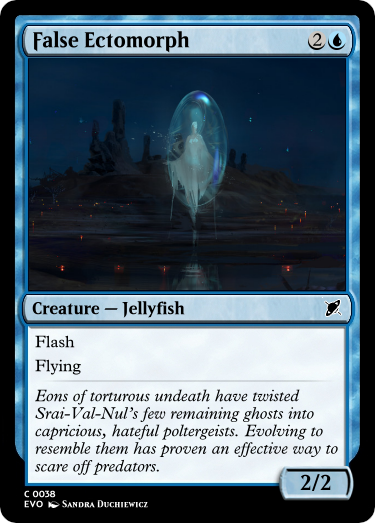 False Ectomorph
2
Creature — Jellyfish
Flash
Flying
Eons of torturous undeath have twisted
Srai-Val-Nul's few remaining ghosts into
capricious, hateful poltergeists. Evolving to
resemble them has proven an effective way to
scare off predators.
2/2
C 0038
EVO Sandra Duchiewicz